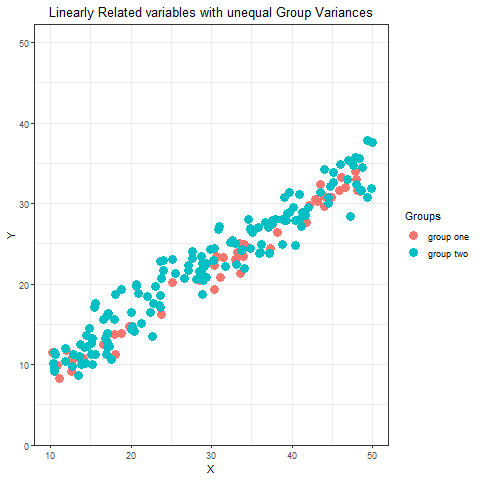 Linearly Related variables with unequal Group Variances
50
40
30
20
10
0
Y
10 20 30 40 50
X
Groups
group one
group two